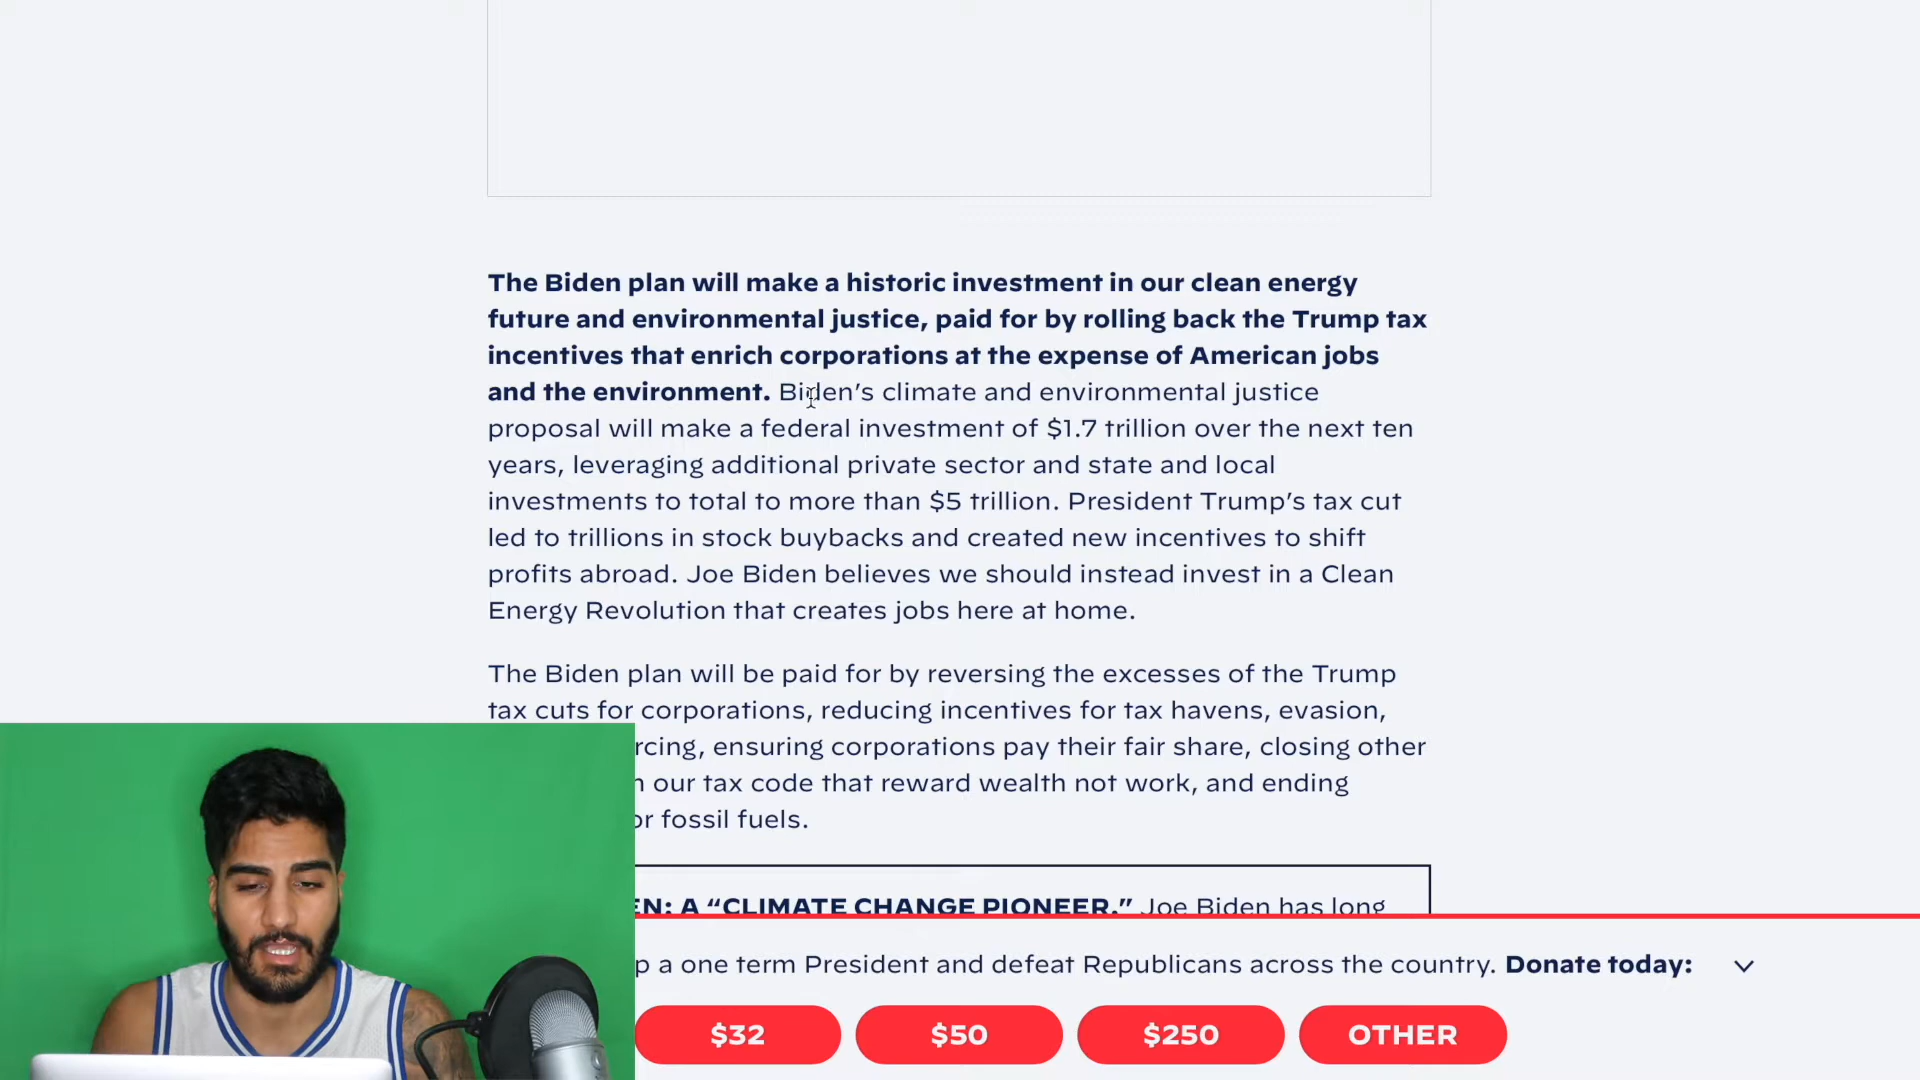 The Biden plan will make a historic investment in our clean energy
future and environmental justice, paid for by rolling back the Trump tax
incentives that enrich corporations at the expense of American jobs
and the environment. Biden’s climate and environmental justice
proposal will make a federal investment of $1.7 trillion over the next ten
years, leveraging additional private sector and state and local
investments to total to more than $5 trillion. President Trump’s tax cut
led to trillions in stock buybacks and created new incentives to shift
profits abroad. Joe Biden believes we should instead invest in a Clean
Energy Revolution that creates jobs here at home.
The Biden plan will be paid for by reversing the excesses of the Trump
tax cuts for corporations, reducing incentives for tax havens, evasion,
rcing, ensuring corporations pay their fair share, closing other
our tax code that reward wealth not work, and ending
or fossil fuels.
EN: A “CLIMATE CHANGE PIONEER.” Joe Biden has long
p a one term President and defeat Republicans across the country. Donate today:
$32
$50
$250
OTHER